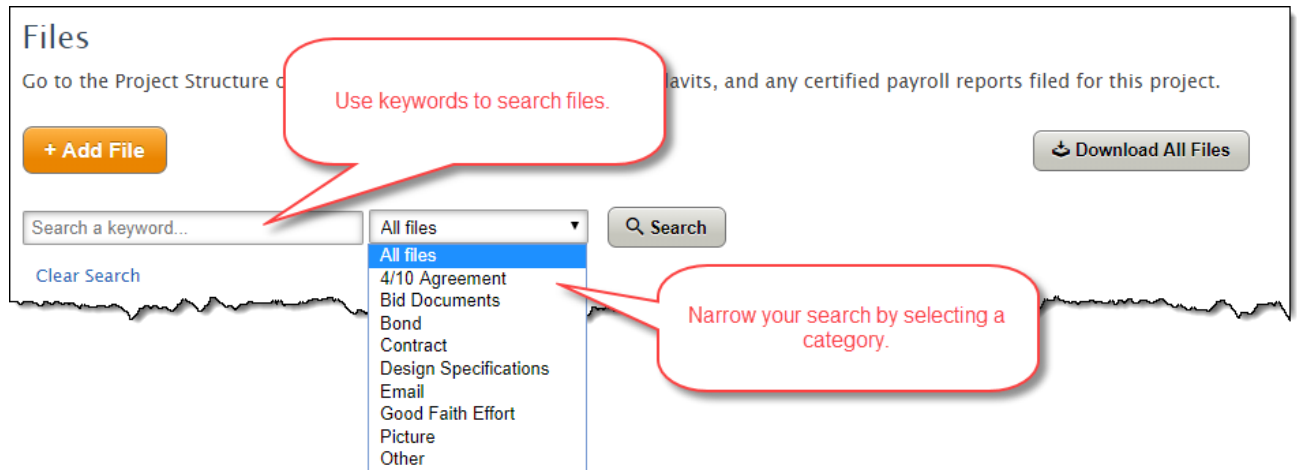 Files
Go to the Project Structure
lavits, and any certified payroll reports filed for this project.
Use keywords to search files.
+ Add File
Download All Files
Search a keyword...
All files
Search
Clear Search
All files
4/10 Agreement
Bid Documents
Bond
Contract
Design Specifications
Email
Good Faith Effort
Picture
Other
Narrow your search by selecting a
category.